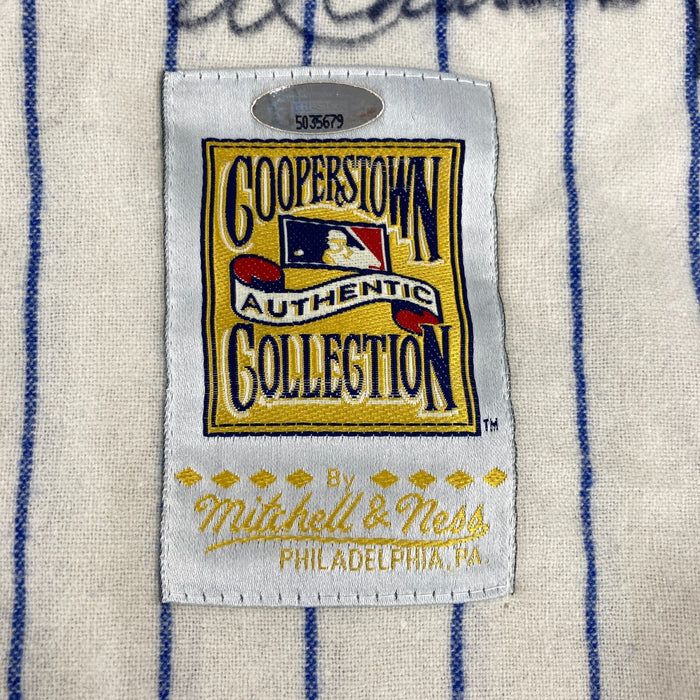 5035679
COOPERSTOWN
AUTHENTIC
COLLECTION
TM
By
Mitchell & Ness
PHILADELPHIA, PA.